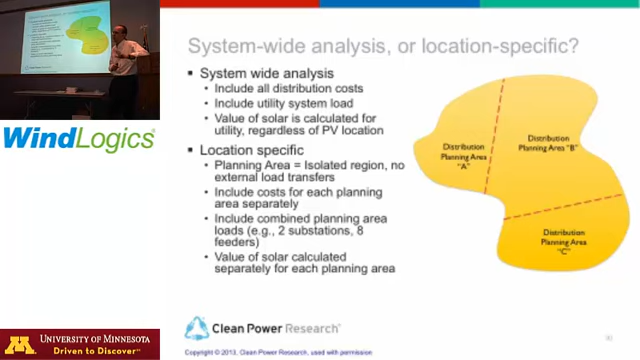 System-wide analysis, or location-specific?
System wide analysis
Include all distribution costs
Include utility system load
Value of solar is calculated for
utility, regardless of PV location
Location specific
Planning Area = Isolated region, no
external load transfers
Include costs for each planning
area separately
Include combined planning area
loads (e.g., 2 substations, 8
feeders)
Value of solar calculated
separately for each planning area
Distribution
Planning Area
"A"
Distribution
Planning Area "B"
Distribution
Planning Area
"C"
WindLogics
University of Minnesota
Driven to Discover
Clean Power Research
Copyright © 2013, Clean Power Research, used with permission